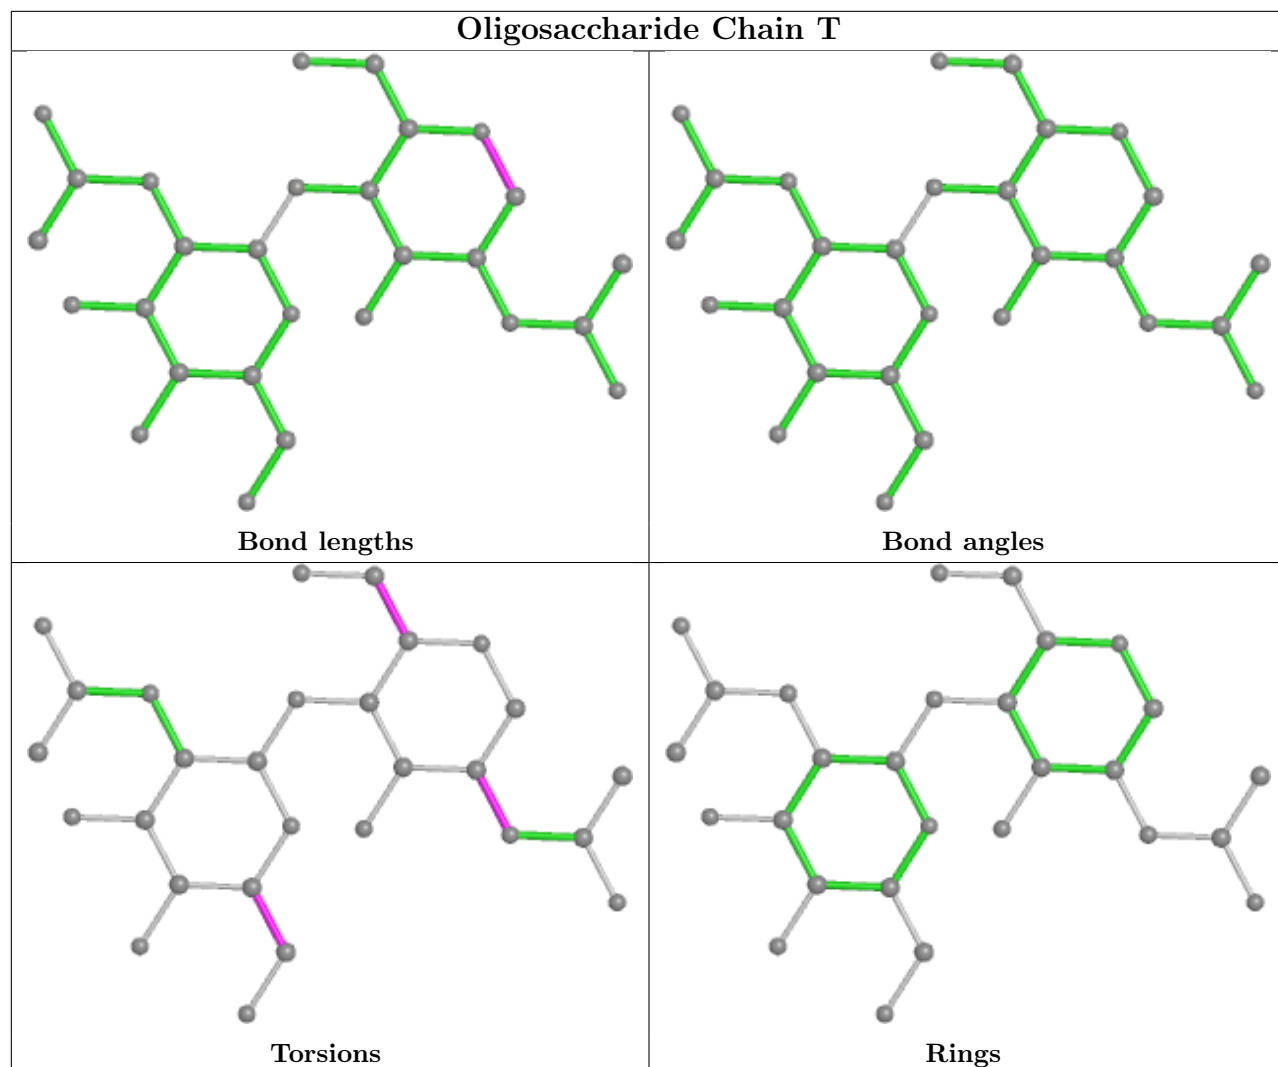 Oligosaccharide Chain T
Bond lengths
Bond angles
Torsions
Rings